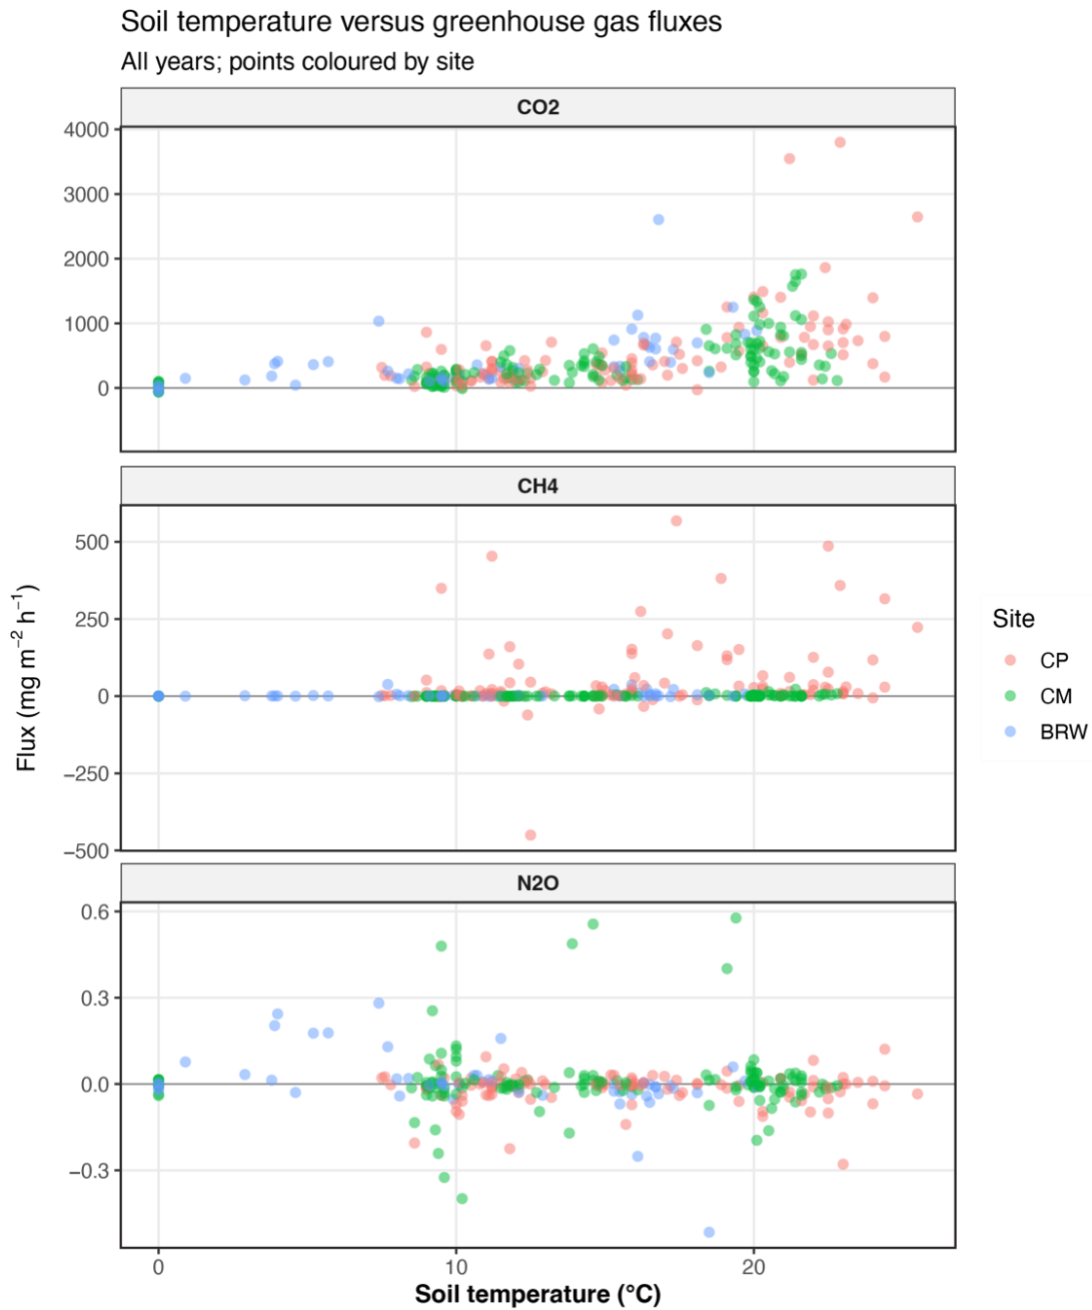 Soil temperature versus greenhouse gas fluxes
All years; points coloured by site
CO2
4000
3000
2000
1000
0
CH4
500
250
0
−250
−500
N2O
0.6
0.3
0.0
−0.3
0 10 20
Soil temperature (°C)
Flux (mg m⁻² h⁻¹)
Site
CP
CM
BRW